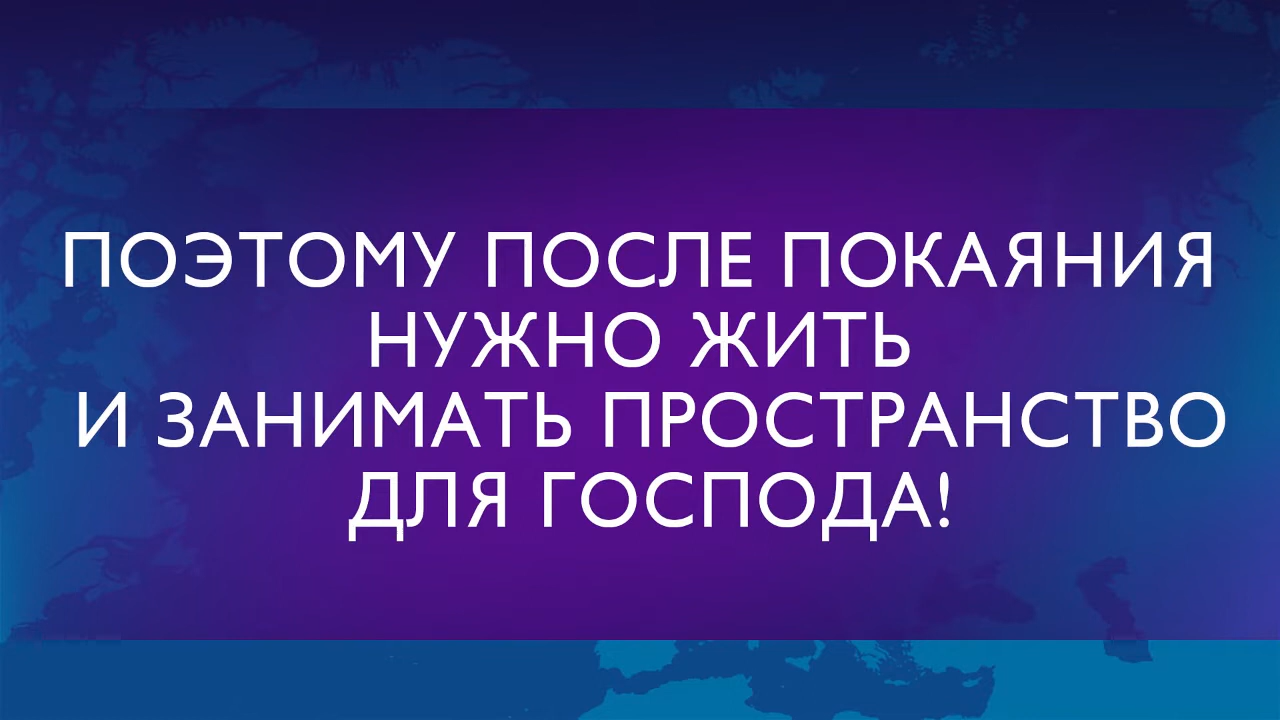 ПОЭТОМУ ПОСЛЕ ПОКАЯНИЯ
НУЖНО ЖИТЬ
И ЗАНИМАТЬ ПРОСТРАНСТВО
ДЛЯ ГОСПОДА!